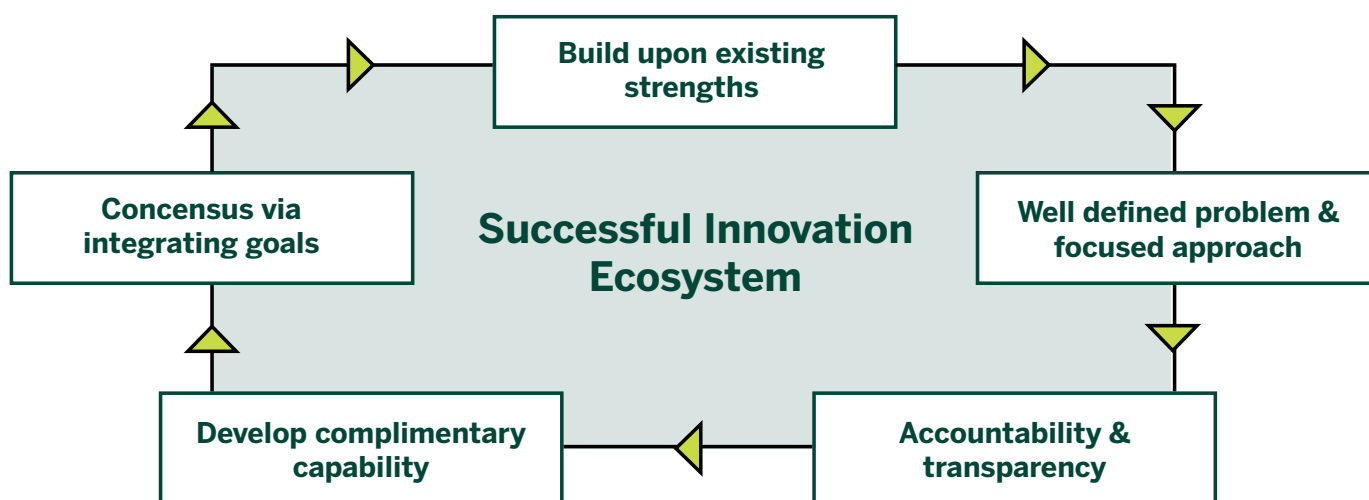 Build upon existing
strengths
Concensus via
integrating goals
Successful Innovation
Ecosystem
Well defined problem &
focused approach
Develop complimentary
capability
Accountability &
transparency